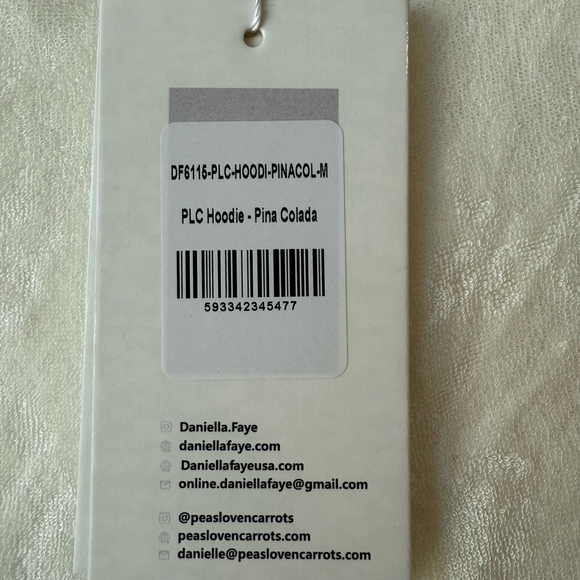 DF6115-PLC-HOODI-PINACOL-M
PLC Hoodie - Pina Colada
593342345477
Daniella.Faye
daniellafaye.com
Daniellafayeusa.com
online.daniellafaye@gmail.com
@peaslovencarrots
peaslovencarrots.com
danielle@peaslovencarrots.com